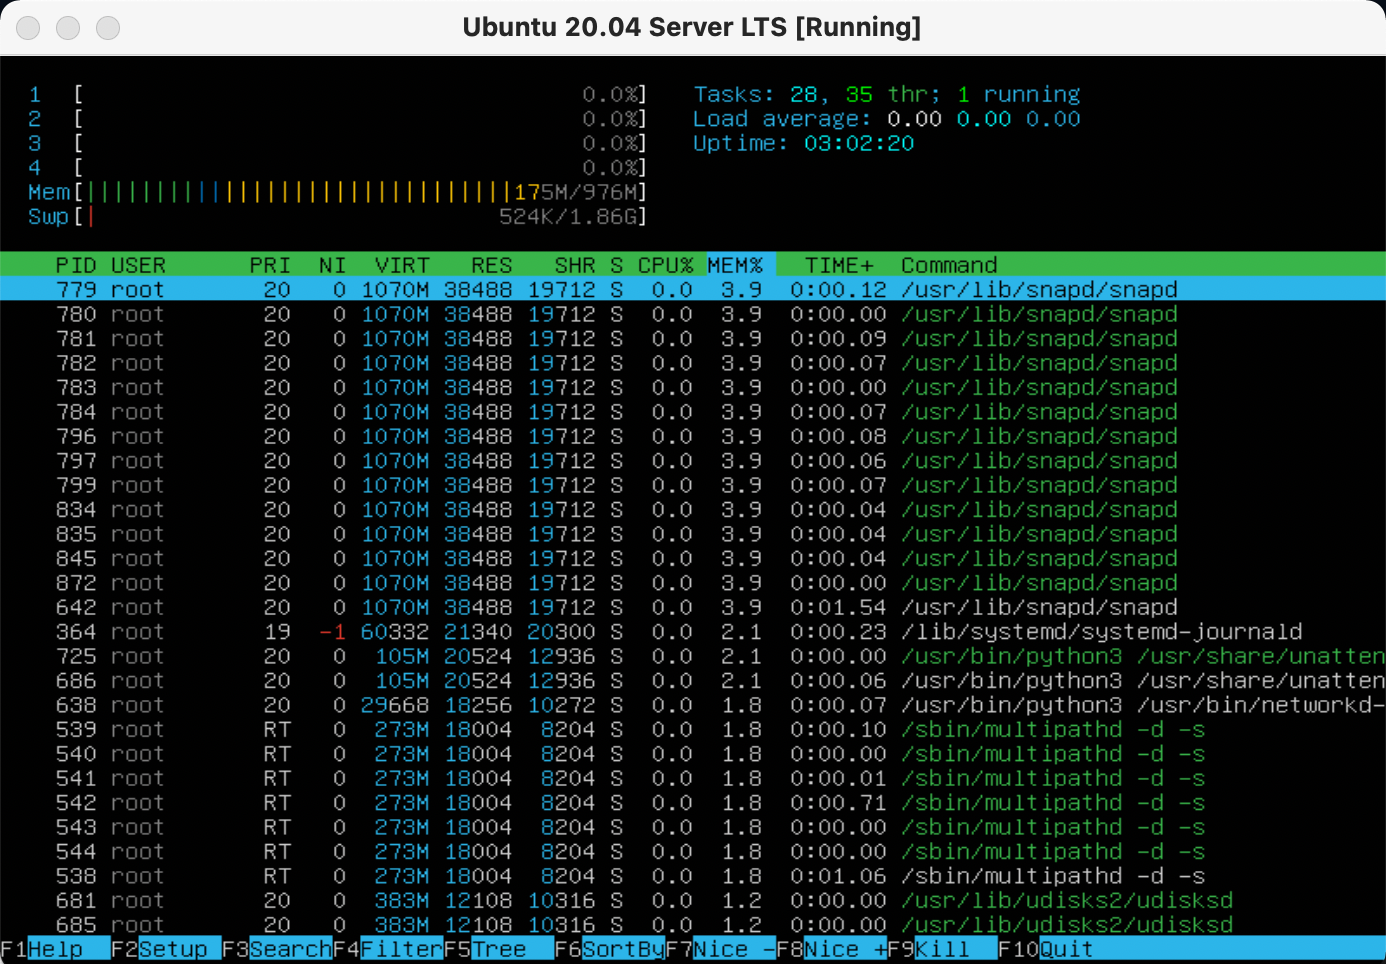 Ubuntu 20.04 Server LTS [Running]
1 [ 0.0%] Tasks: 28, 35 thr; 1 running
2 [ 0.0%] Load average: 0.00 0.00 0.00
3 [ 0.0%] Uptime: 03:02:20
4 [ 0.0%]
Mem[|||||||||||||||||||||||||||||||175M/976M]
Swp[| 524K/1.86G]
PID USER PRI NI VIRT RES SHR S CPU% MEM% TIME+ Command
779 root 20 0 1070M 38488 19712 S 0.0 3.9 0:00.12 /usr/lib/snapd/snapd
780 root 20 0 1070M 38488 19712 S 0.0 3.9 0:00.00 /usr/lib/snapd/snapd
781 root 20 0 1070M 38488 19712 S 0.0 3.9 0:00.09 /usr/lib/snapd/snapd
782 root 20 0 1070M 38488 19712 S 0.0 3.9 0:00.07 /usr/lib/snapd/snapd
783 root 20 0 1070M 38488 19712 S 0.0 3.9 0:00.00 /usr/lib/snapd/snapd
784 root 20 0 1070M 38488 19712 S 0.0 3.9 0:00.07 /usr/lib/snapd/snapd
796 root 20 0 1070M 38488 19712 S 0.0 3.9 0:00.08 /usr/lib/snapd/snapd
797 root 20 0 1070M 38488 19712 S 0.0 3.9 0:00.06 /usr/lib/snapd/snapd
799 root 20 0 1070M 38488 19712 S 0.0 3.9 0:00.07 /usr/lib/snapd/snapd
834 root 20 0 1070M 38488 19712 S 0.0 3.9 0:00.04 /usr/lib/snapd/snapd
835 root 20 0 1070M 38488 19712 S 0.0 3.9 0:00.04 /usr/lib/snapd/snapd
845 root 20 0 1070M 38488 19712 S 0.0 3.9 0:00.04 /usr/lib/snapd/snapd
872 root 20 0 1070M 38488 19712 S 0.0 3.9 0:00.00 /usr/lib/snapd/snapd
642 root 20 0 1070M 38488 19712 S 0.0 3.9 0:01.54 /usr/lib/snapd/snapd
364 root 19 -1 60332 21340 20300 S 0.0 2.1 0:00.23 /lib/systemd/systemd-journald
725 root 20 0 105M 20524 12936 S 0.0 2.1 0:00.00 /usr/bin/python3 /usr/share/unatten
686 root 20 0 105M 20524 12936 S 0.0 2.1 0:00.06 /usr/bin/python3 /usr/share/unatten
638 root 20 0 29668 18256 10272 S 0.0 1.8 0:00.07 /usr/bin/python3 /usr/bin/networkd-
539 root RT 0 273M 18004 8204 S 0.0 1.8 0:00.10 /sbin/multipathd -d -s
540 root RT 0 273M 18004 8204 S 0.0 1.8 0:00.00 /sbin/multipathd -d -s
541 root RT 0 273M 18004 8204 S 0.0 1.8 0:00.01 /sbin/multipathd -d -s
542 root RT 0 273M 18004 8204 S 0.0 1.8 0:00.71 /sbin/multipathd -d -s
543 root RT 0 273M 18004 8204 S 0.0 1.8 0:00.00 /sbin/multipathd -d -s
544 root RT 0 273M 18004 8204 S 0.0 1.8 0:00.00 /sbin/multipathd -d -s
538 root RT 0 273M 18004 8204 S 0.0 1.8 0:01.06 /sbin/multipathd -d -s
681 root 20 0 383M 12108 10316 S 0.0 1.2 0:00.00 /usr/lib/udisks2/udisksd
685 root 20 0 383M 12108 10316 S 0.0 1.2 0:00.00 /usr/lib/udisks2/udisksd
F1Help F2Setup F3SearchF4FilterF5Tree F6SortByF7Nice -F8Nice +F9Kill F10Quit